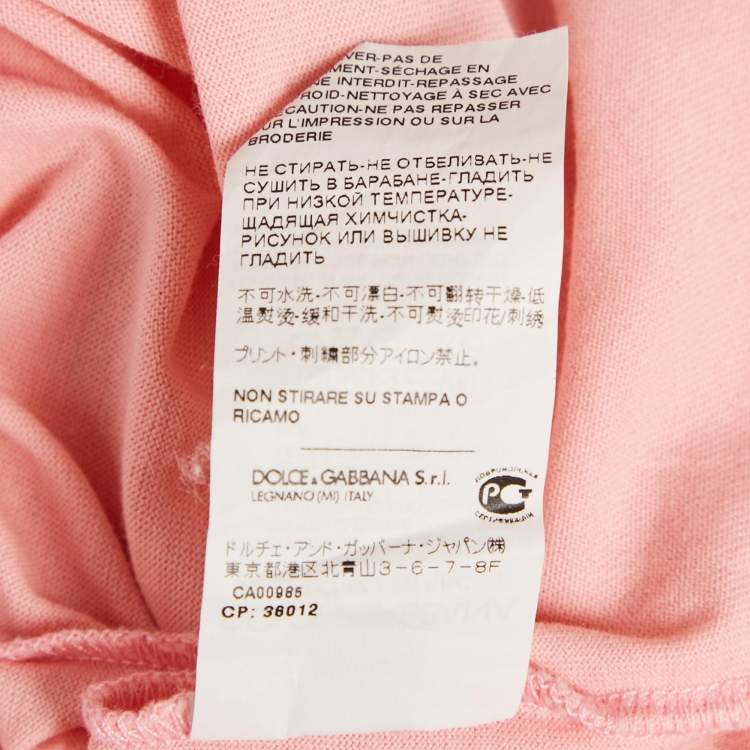 PAS DE
SÉCHAGE EN
INTERDIT-REPASSAGE
NETTOYAGE À SEC AVEC
NE PAS REPASSER
SUR L'IMPRESSION OU SUR LA
BRODERIE
НЕ СТИРАТЬ-НЕ ОТБЕЛИВАТЬ-НЕ
СУШИТЬ В БАРАБАНЕ-ГЛАДИТЬ
ПРИ НИЗКОЙ ТЕМПЕРАТУРЕ-
ЩАДЯЩАЯ ХИМЧИСТКА-
РИСУНОК ИЛИ ВЫШИВКУ НЕ
ГЛАДИТЬ
不可水洗-不可漂白-不可翻转干燥-低
温熨烫-缓和干洗-不可熨烫印花/刺绣
プリント・刺繍部分アイロン禁止。
NON STIRARE SU STAMPA O
RICAMO
DOLCE & GABBANA S.r.l.
LEGNANO (MI) ITALY
ДОБРОВОЛЬНАЯ
РСТ
СЕРТИФИКАЦИЯ
ドルチェ・アンド・ガッバーナ・ジャパン(株)
東京都港区北青山3-6-7-8F
CA00985
CP: 36012